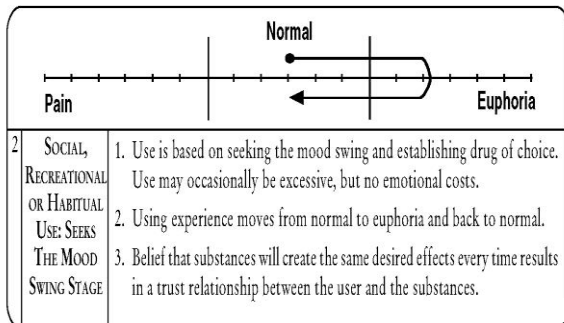 Normal
Pain
Euphoria
2
SOCIAL,
RECREATIONAL
OR HABITUAL
USE: SEEKS
THE MOOD
SWING STAGE
1. Use is based on seeking the mood swing and establishing drug of choice.
Use may occasionally be excessive, but no emotional costs.
2. Using experience moves from normal to euphoria and back to normal.
3. Belief that substances will create the same desired effects every time results
in a trust relationship between the user and the substances.